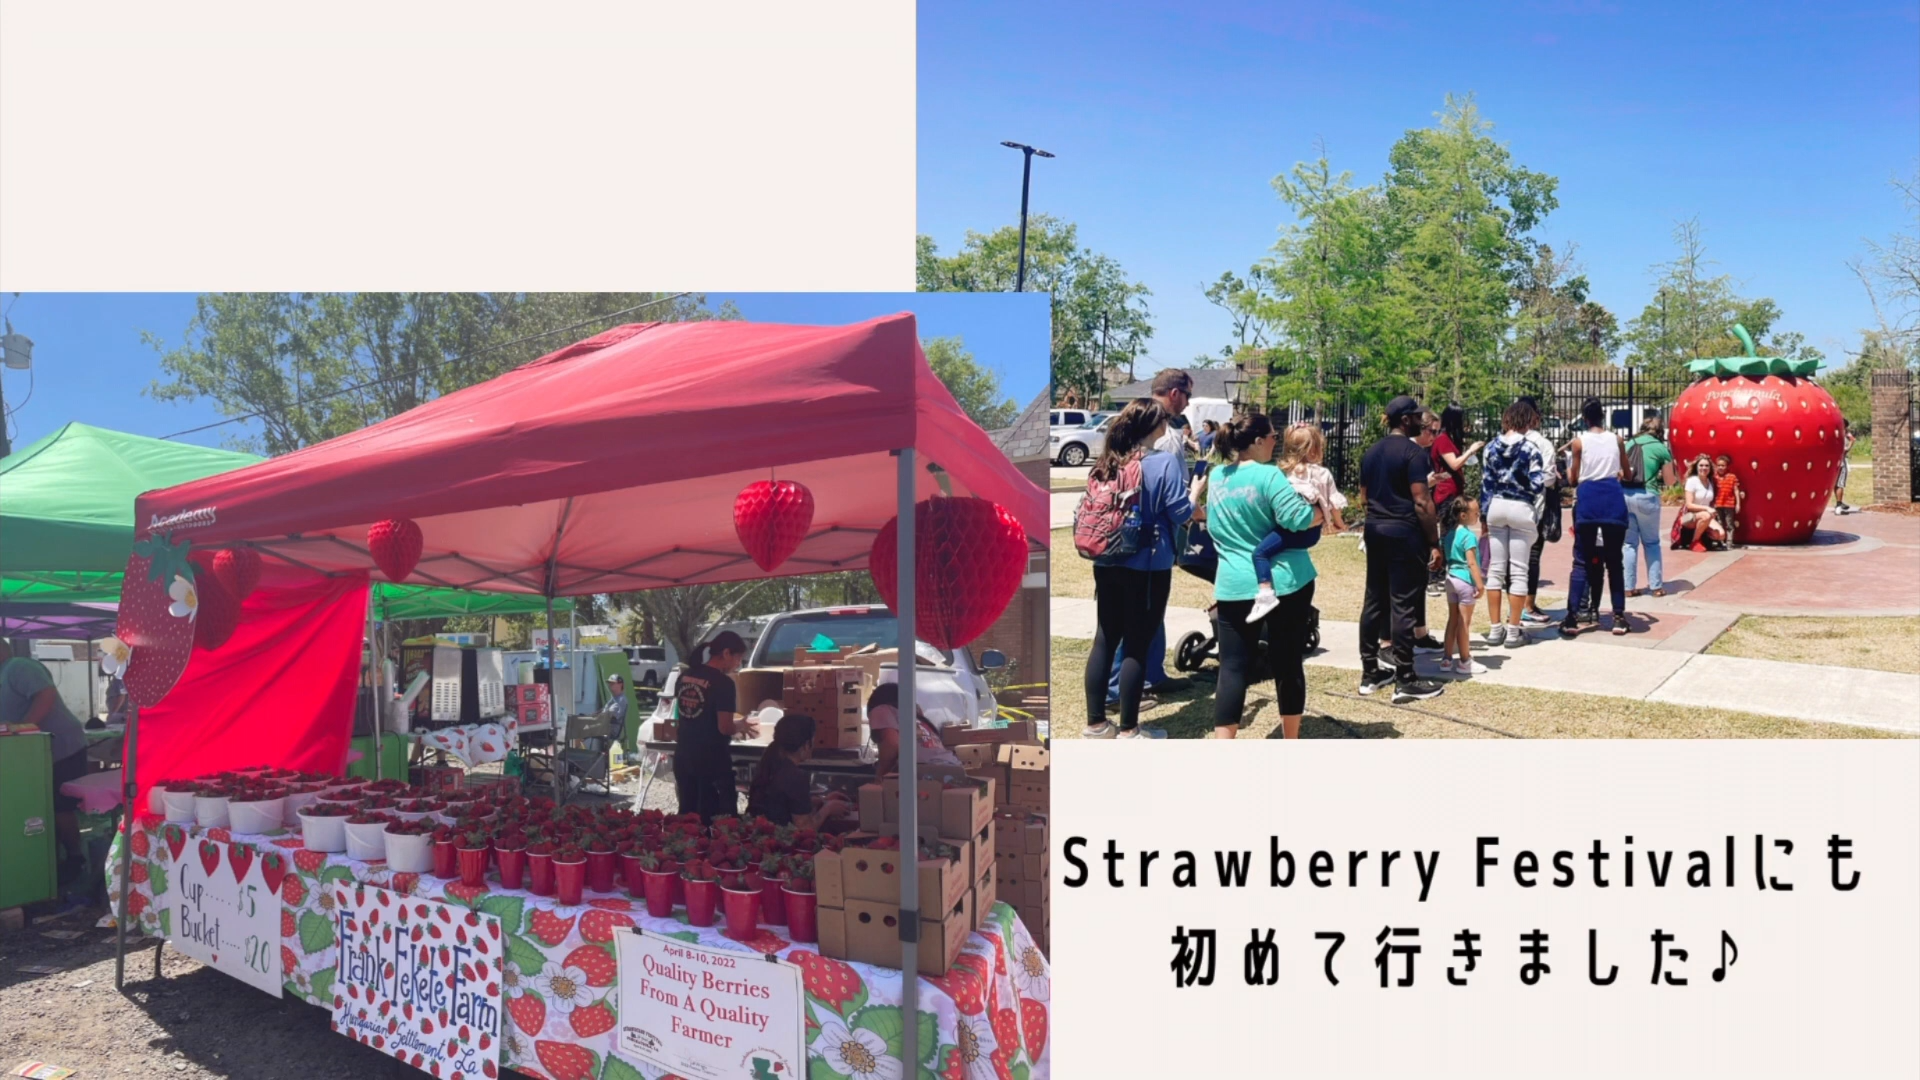 Ponchatoula
Academy
Cup...... $5
Bucket..... $20
Frank Fekete Farm
Hungarian Settlement, La
April 8-10, 2022
Quality Berries
From A Quality
Farmer
Strawberry Festivalにも
初めて行きました♪